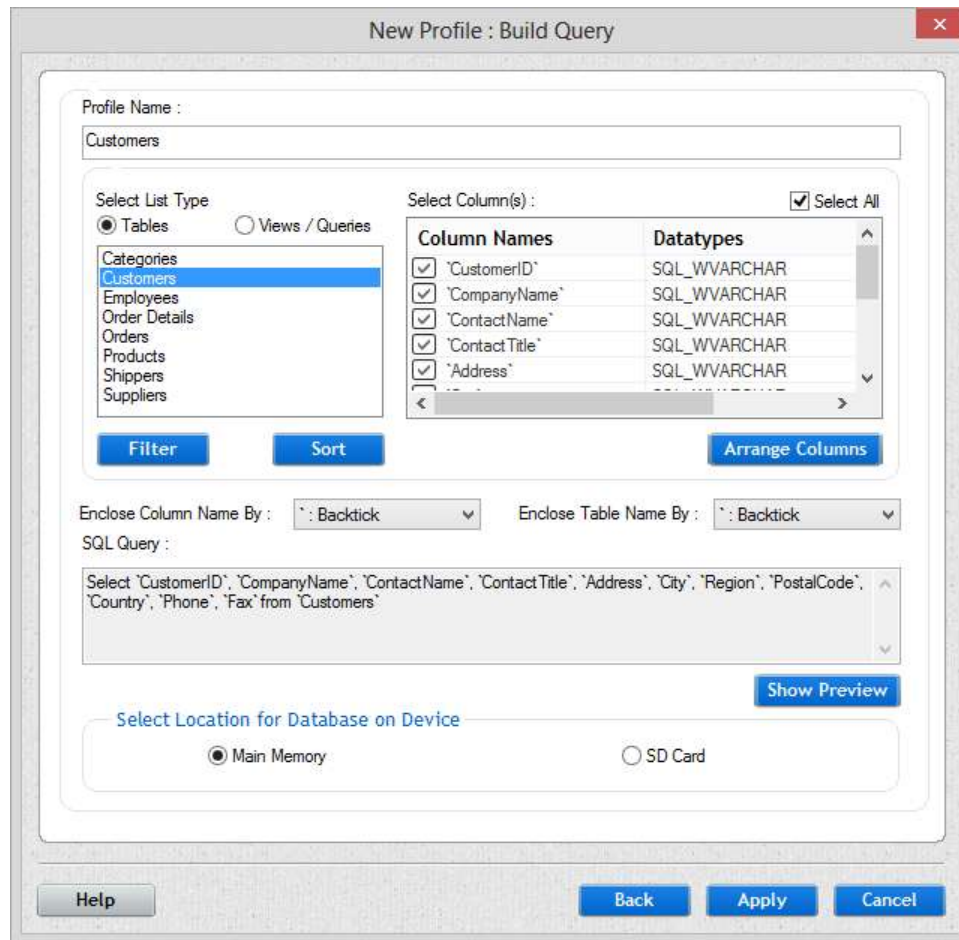 New Profile : Build Query
Profile Name :
Customers
Select List Type
Tables
Views / Queries
Categories
Customers
Employees
Order Details
Orders
Products
Shippers
Suppliers
Select Column(s) :
Select All
Column Names Datatypes
`CustomerID` SQL_WVARCHAR
`CompanyName` SQL_WVARCHAR
`ContactName` SQL_WVARCHAR
`ContactTitle` SQL_WVARCHAR
`Address` SQL_WVARCHAR
Filter
Sort
Arrange Columns
Enclose Column Name By : ` : Backtick
Enclose Table Name By : ` : Backtick
SQL Query :
Select `CustomerID`, `CompanyName`, `ContactName`, `ContactTitle`, `Address`, `City`, `Region`, `PostalCode`,
`Country`, `Phone`, `Fax` from `Customers`
Show Preview
Select Location for Database on Device
Main Memory
SD Card
Help
Back
Apply
Cancel